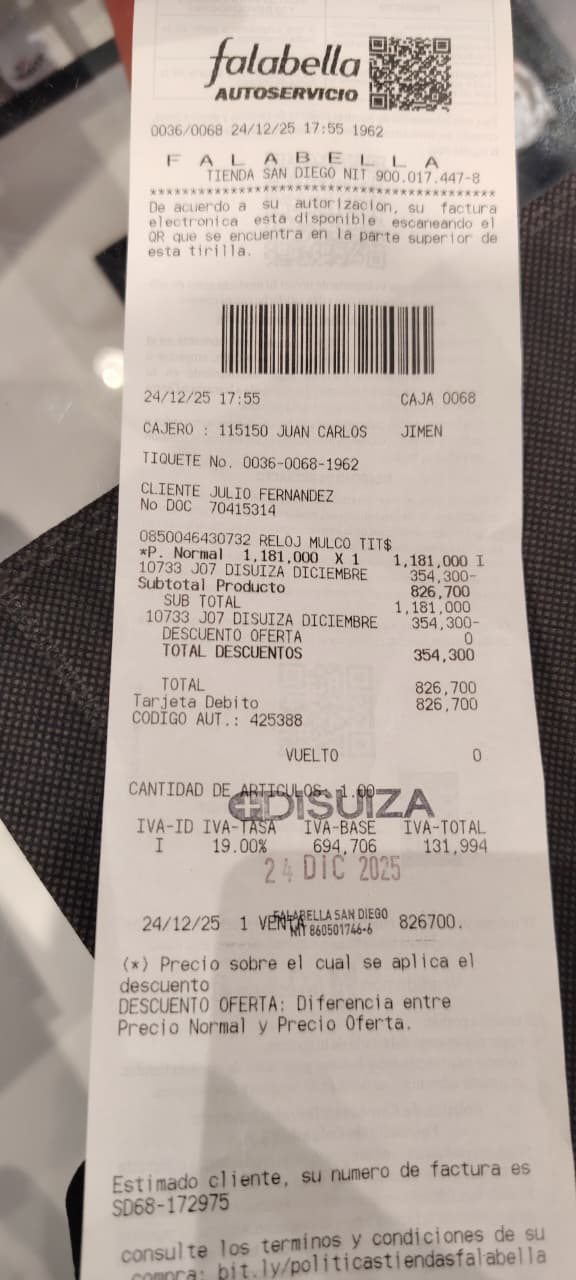 falabella
AUTOSERVICIO
0036/0068 24/12/25 17:55 1962
F A L A B E L L A
TIENDA SAN DIEGO NIT 900.017.447-8
************************************************
De acuerdo a su autorizacion, su factura
electronica esta disponible escaneando el
QR que se encuentra en la parte superior de
esta tirilla.
24/12/25 17:55 CAJA 0068
CAJERO : 115150 JUAN CARLOS JIMEN
TIQUETE No. 0036-0068-1962
CLIENTE JULIO FERNANDEZ
No DOC 70415314
0850046430732 RELOJ MULCO TIT$
*P. Normal 1,181,000 X 1 1,181,000 I
10733 J07 DISUIZA DICIEMBRE 354,300-
Subtotal Producto 826,700
SUB TOTAL 1,181,000
10733 J07 DISUIZA DICIEMBRE 354,300-
DESCUENTO OFERTA 0
TOTAL DESCUENTOS 354,300
TOTAL 826,700
Tarjeta Debito 826,700
CODIGO AUT.: 425388
VUELTO 0
CANTIDAD DE ARTICULOS: 1.00
DISUIZA
IVA-ID IVA-TASA IVA-BASE IVA-TOTAL
I 19.00% 694,706 131,994
24 DIC 2025
FALABELLA SAN DIEGO
24/12/25 1 VENTA 826700.
NIT 860501746-6
(*) Precio sobre el cual se aplica el
descuento
DESCUENTO OFERTA: Diferencia entre
Precio Normal y Precio Oferta.
Estimado cliente, su numero de factura es
SD68-172975
consulte los terminos y condiciones de su
compra: bit.ly/politicastiendasfalabella